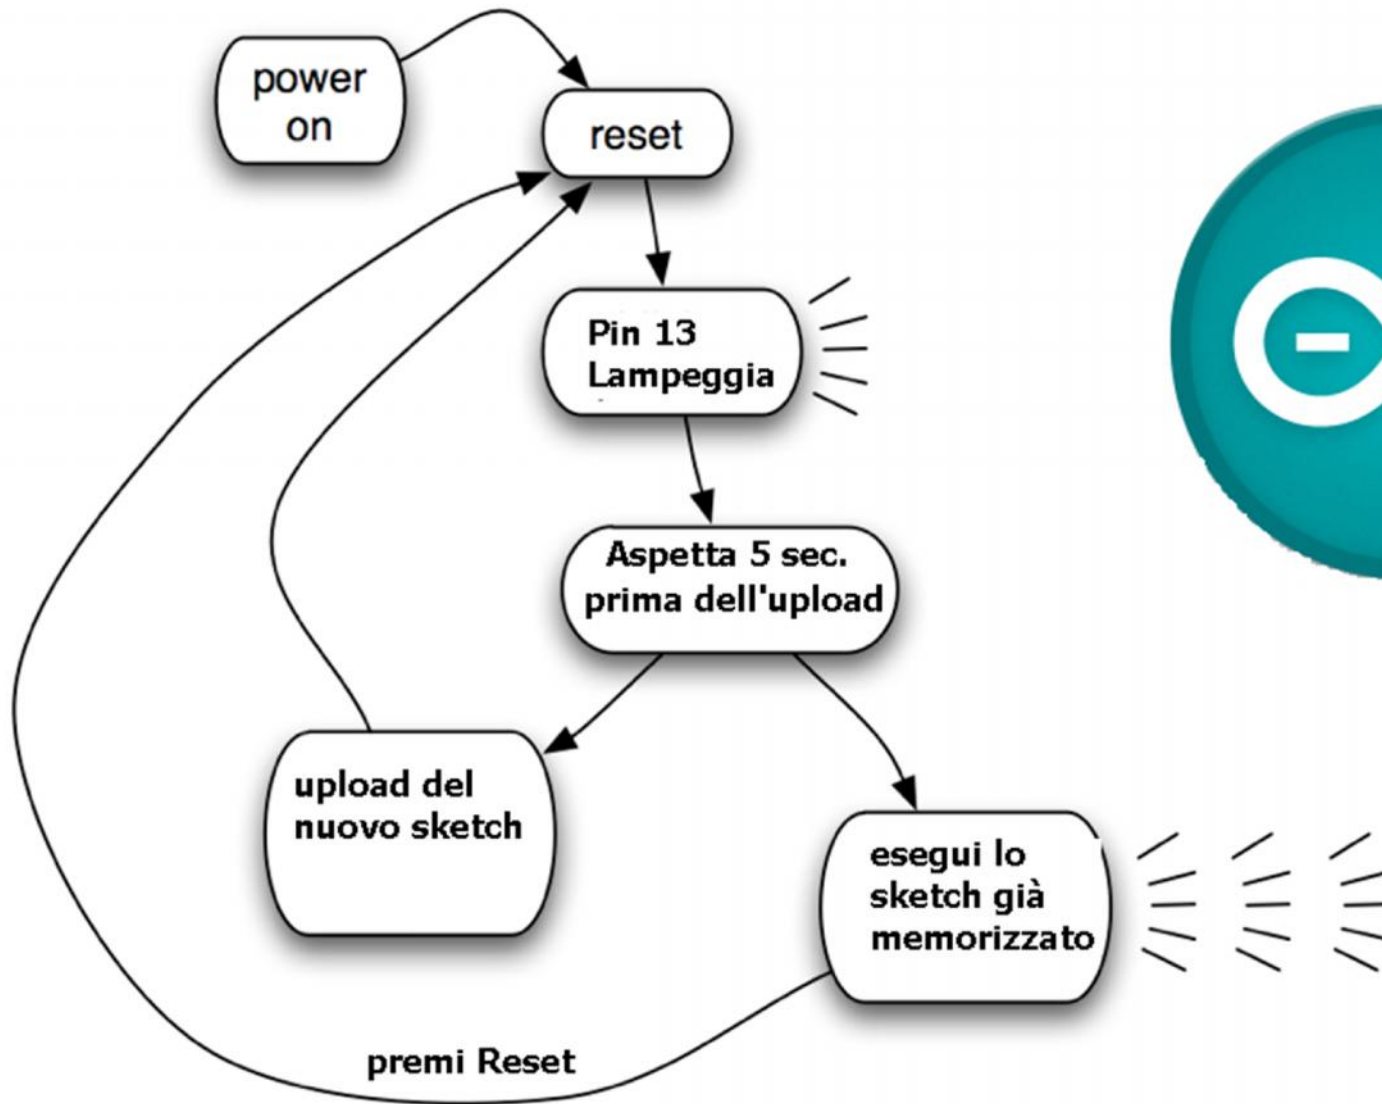 power
on
reset
Pin 13
Lampeggia
Aspetta 5 sec.
prima dell'upload
upload del
nuovo sketch
esegui lo
sketch già
memorizzato
premi Reset